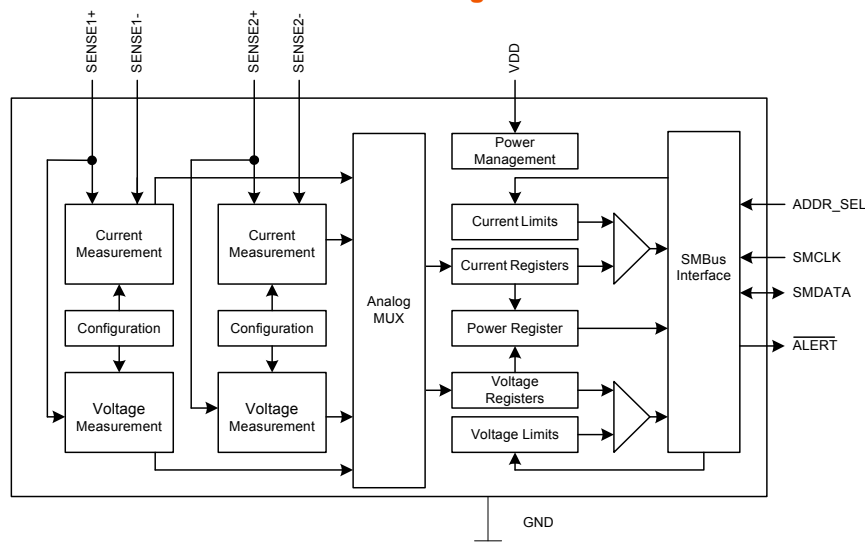 SENSE1+
SENSE1-
SENSE2+
SENSE2-
VDD
Power
Management
Current
Measurement
Current
Measurement
Current Limits
ADDR_SEL
SMBus
Interface
SMCLK
Current Registers
Analog
MUX
SMDATA
Configuration
Configuration
Power Register
ALERT
Voltage
Measurement
Voltage
Measurement
Voltage
Registers
Voltage Limits
GND